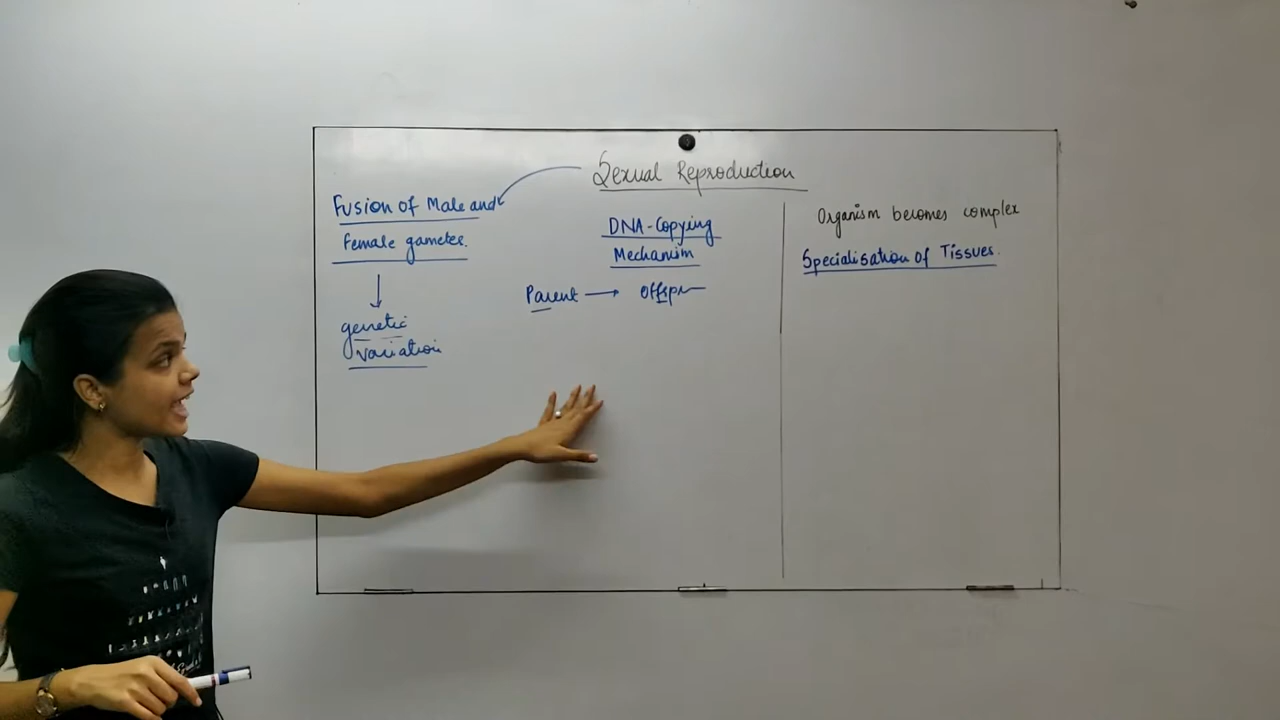 Sexual Reproduction
Fusion of Male and
Female gametes.
genetic
variation
DNA-Copying
Mechanism
Parent → Offspr
Organism becomes complex
Specialisation of Tissues.